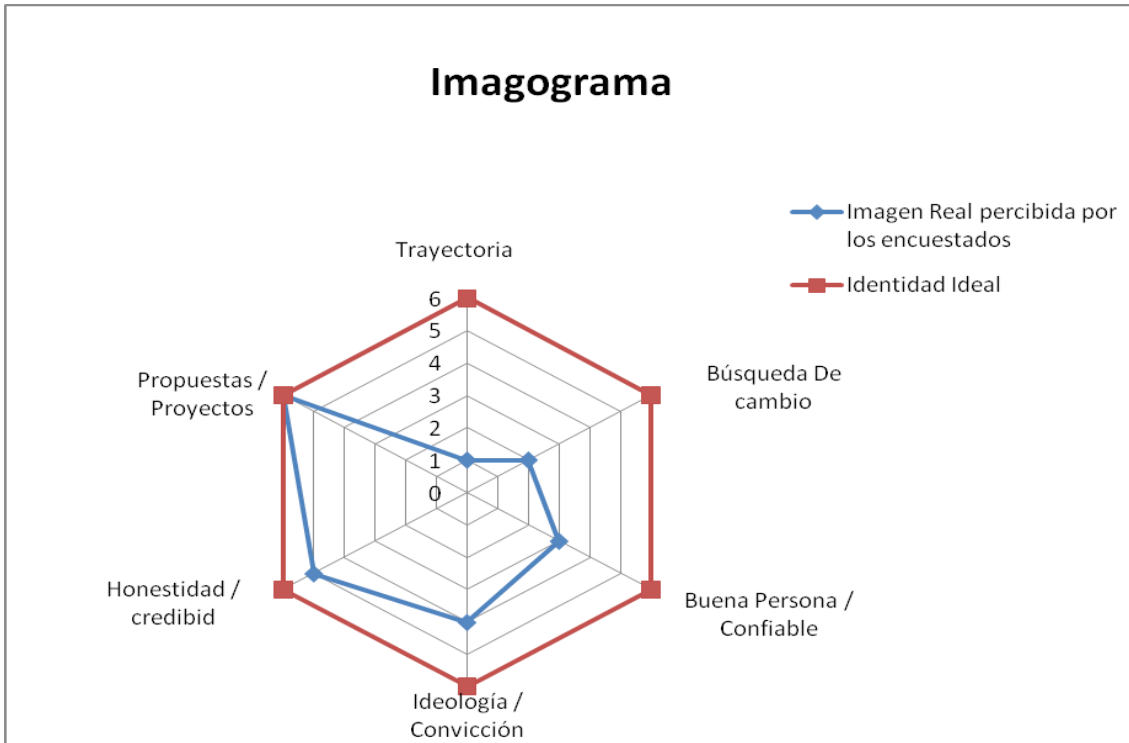 Imagograma
Imagen Real percibida por
los encuestados
Identidad Ideal
Trayectoria
6
5
4
3
2
1
0
Búsqueda De
cambio
Buena Persona /
Confiable
Ideología /
Convicción
Honestidad /
credibid
Propuestas /
Proyectos